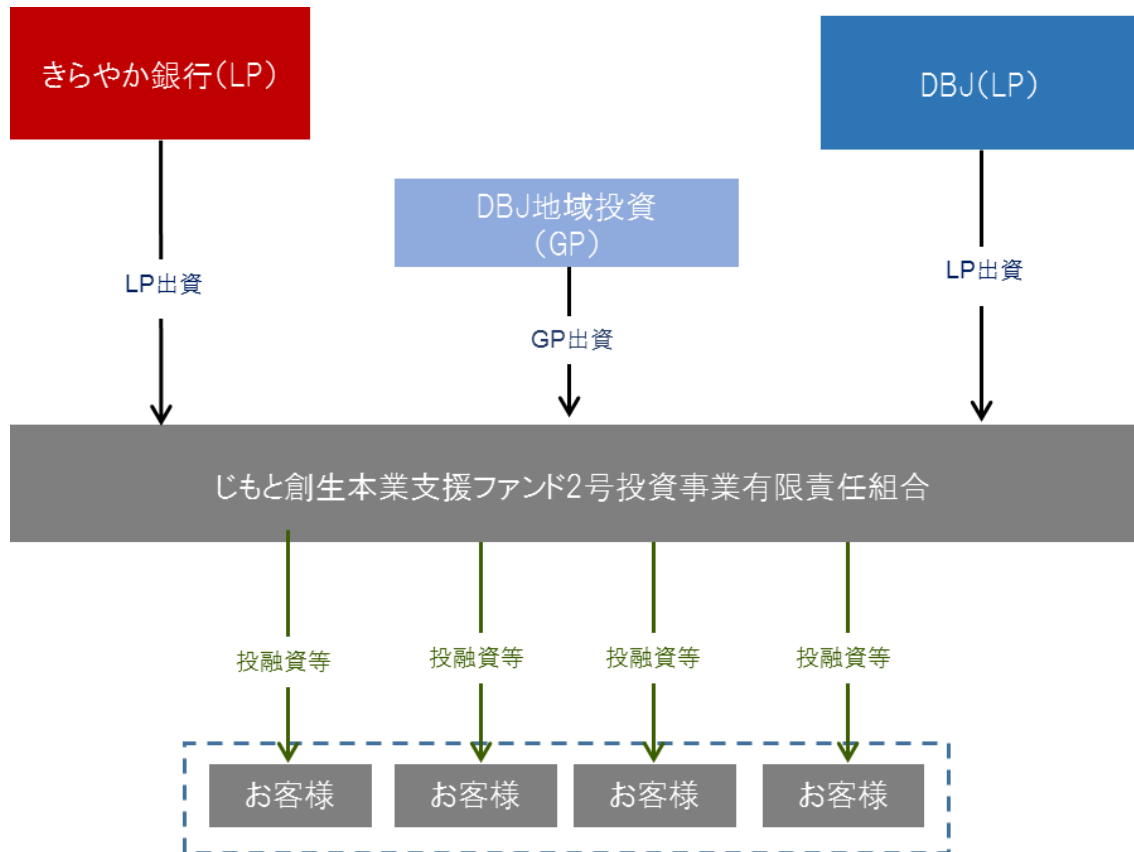 きらやか銀行(LP)
DBJ(LP)
DBJ地域投資
(GP)
LP出資
LP出資
GP出資
じもと創生本業支援ファンド2号投資事業有限責任組合
投融資等
投融資等
投融資等
投融資等
お客様
お客様
お客様
お客様